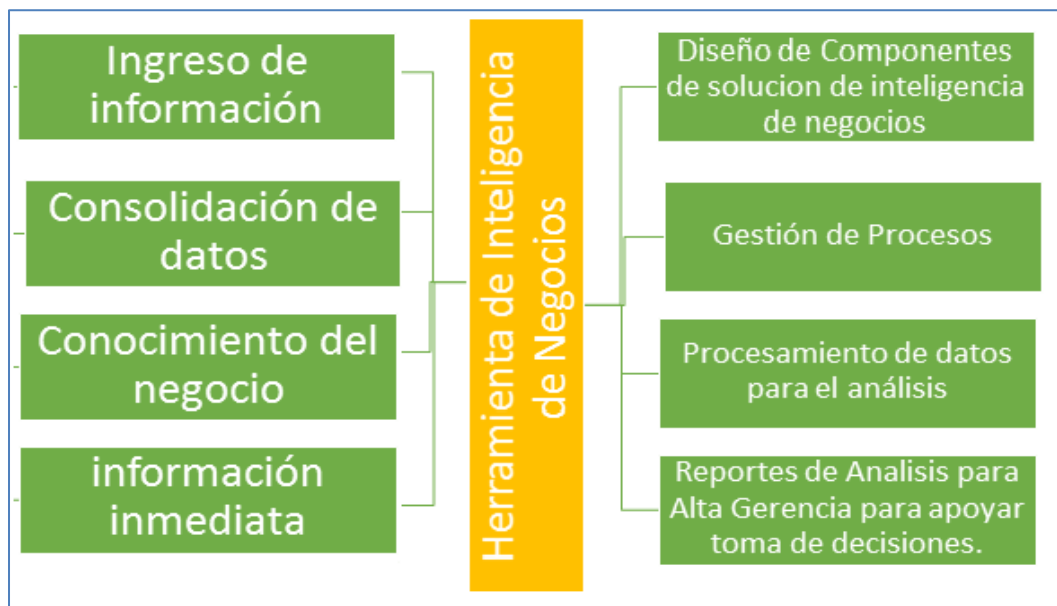 Ingreso de
información
Consolidación de
datos
Conocimiento del
negocio
información
inmediata
Herramienta de Inteligencia
de Negocios
Diseño de Componentes
de solucion de inteligencia
de negocios
Gestión de Procesos
Procesamiento de datos
para el análisis
Reportes de Analisis para
Alta Gerencia para apoyar
toma de decisiones.